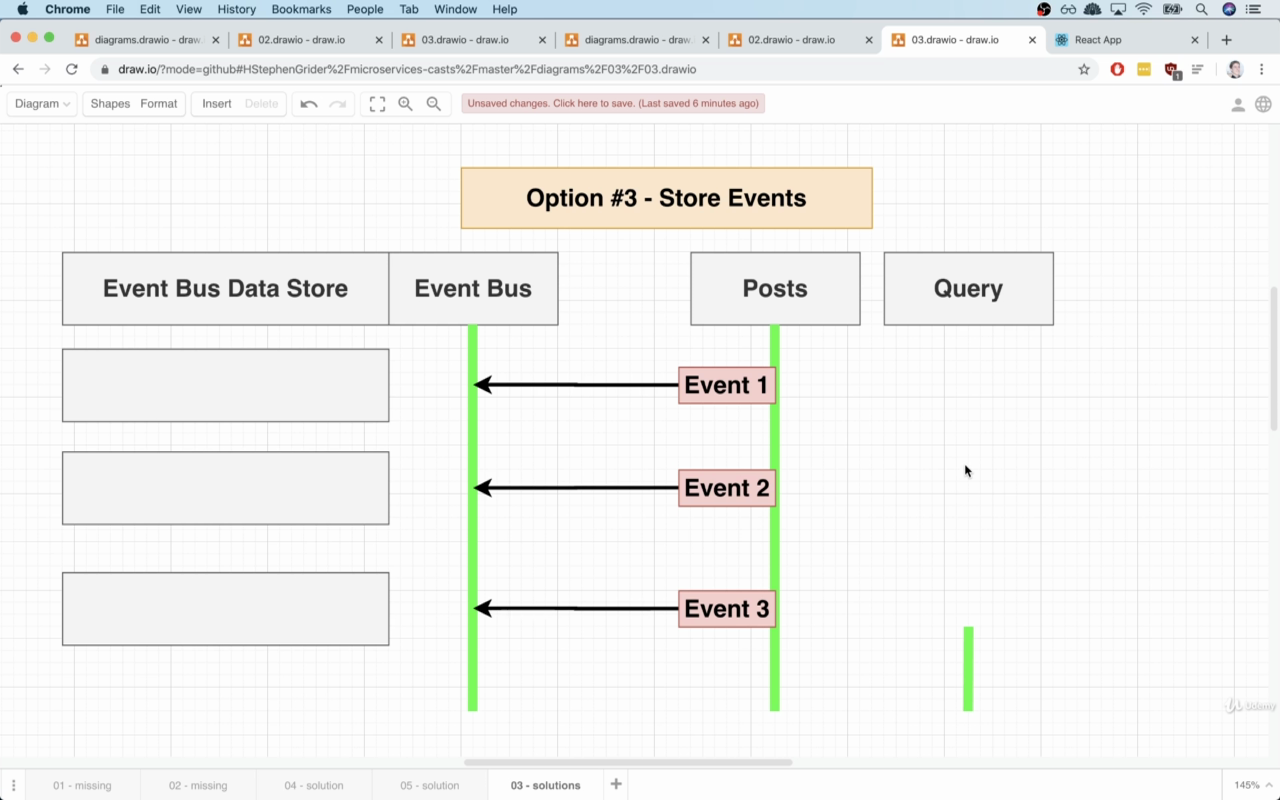 Chrome File Edit View History Bookmarks People Tab Window Help
diagrams.drawio - draw. 02.drawio - draw.io 03.drawio - draw.io diagrams.drawio - draw. 02.drawio - draw.io 03.drawio - draw.io React App
draw.io/?mode=github#HStephenGrider%2Fmicroservices-casts%2Fmaster%2Fdiagrams%2F03%2F03.drawio
1
Diagram Shapes Format Insert Delete Unsaved changes. Click here to save. (Last saved 6 minutes ago)
Option #3 - Store Events
Event Bus Data Store Event Bus Posts Query
Event 1
Event 2
Event 3
Udemy
01 - missing 02 - missing 04 - solution 05 - solution 03 - solutions 145%